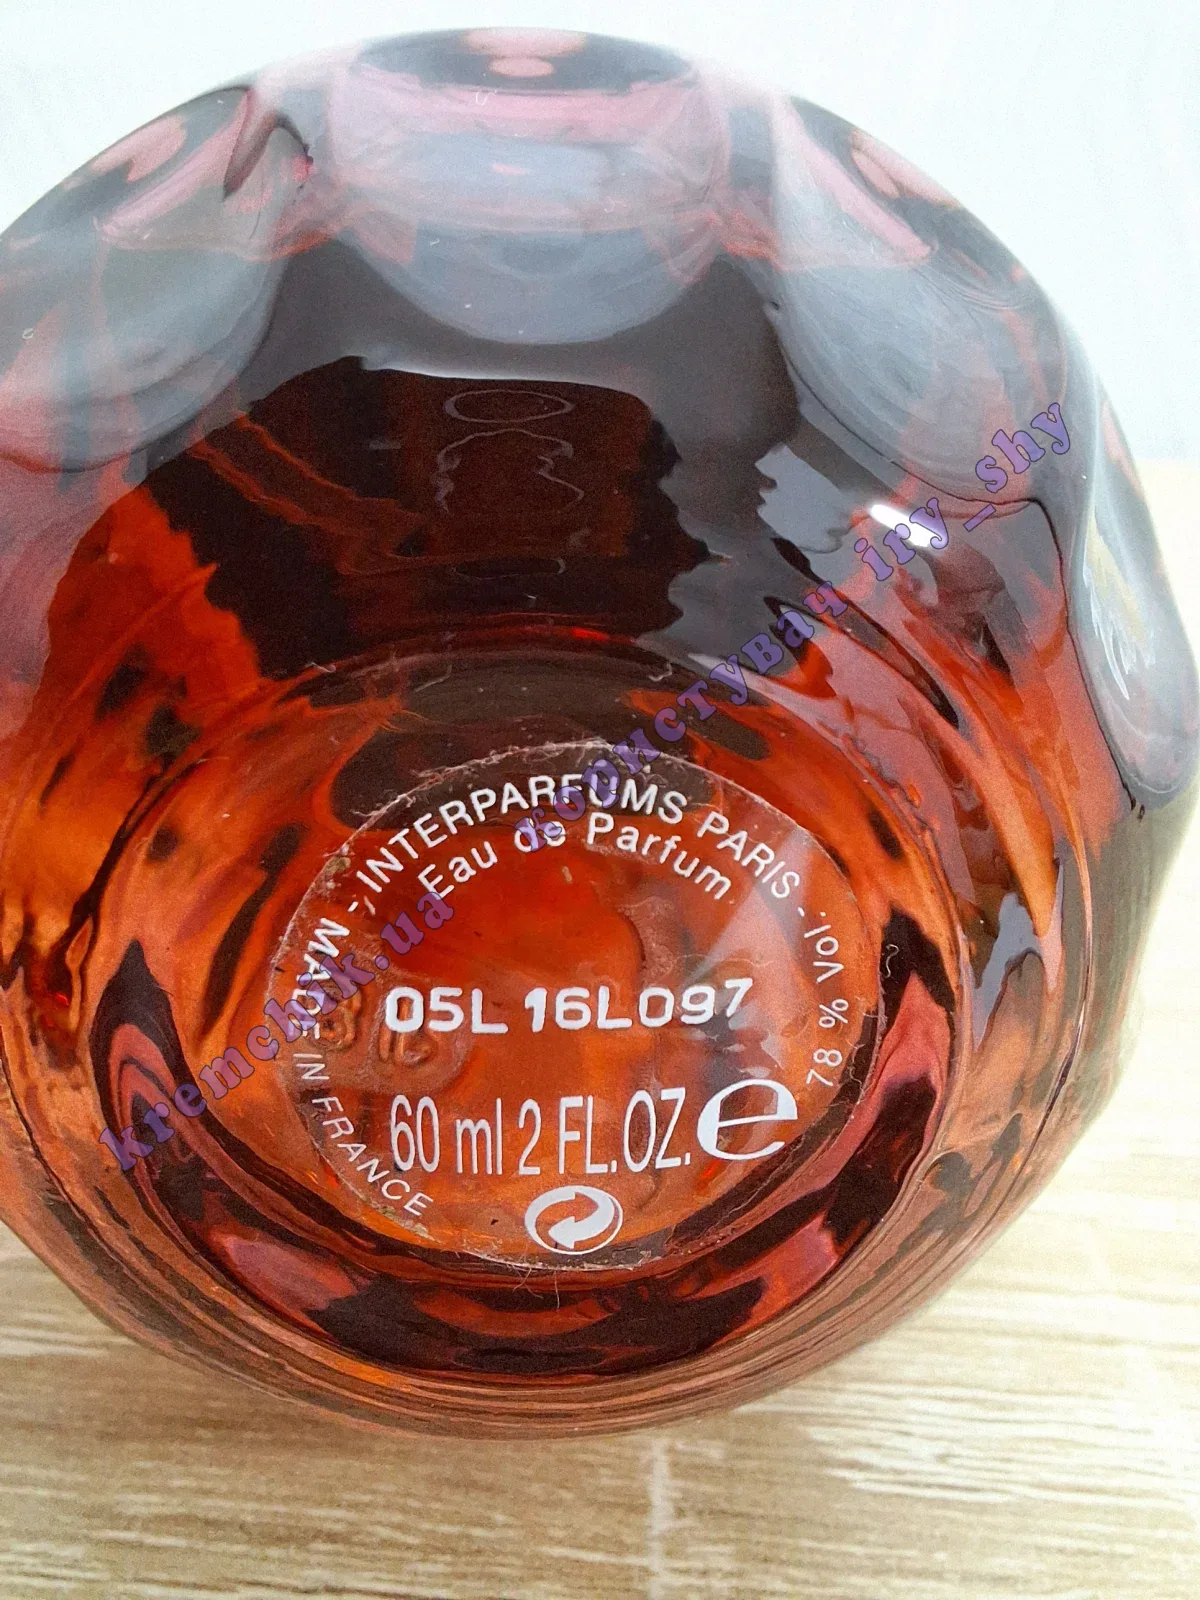 MADE IN FRANCE - INTERPARFUMS PARIS - 78 % Vol.
Eau de Parfum
05L 16L097
60 ml 2 FL.OZ. e
kremchik.ua користувач iry_shy